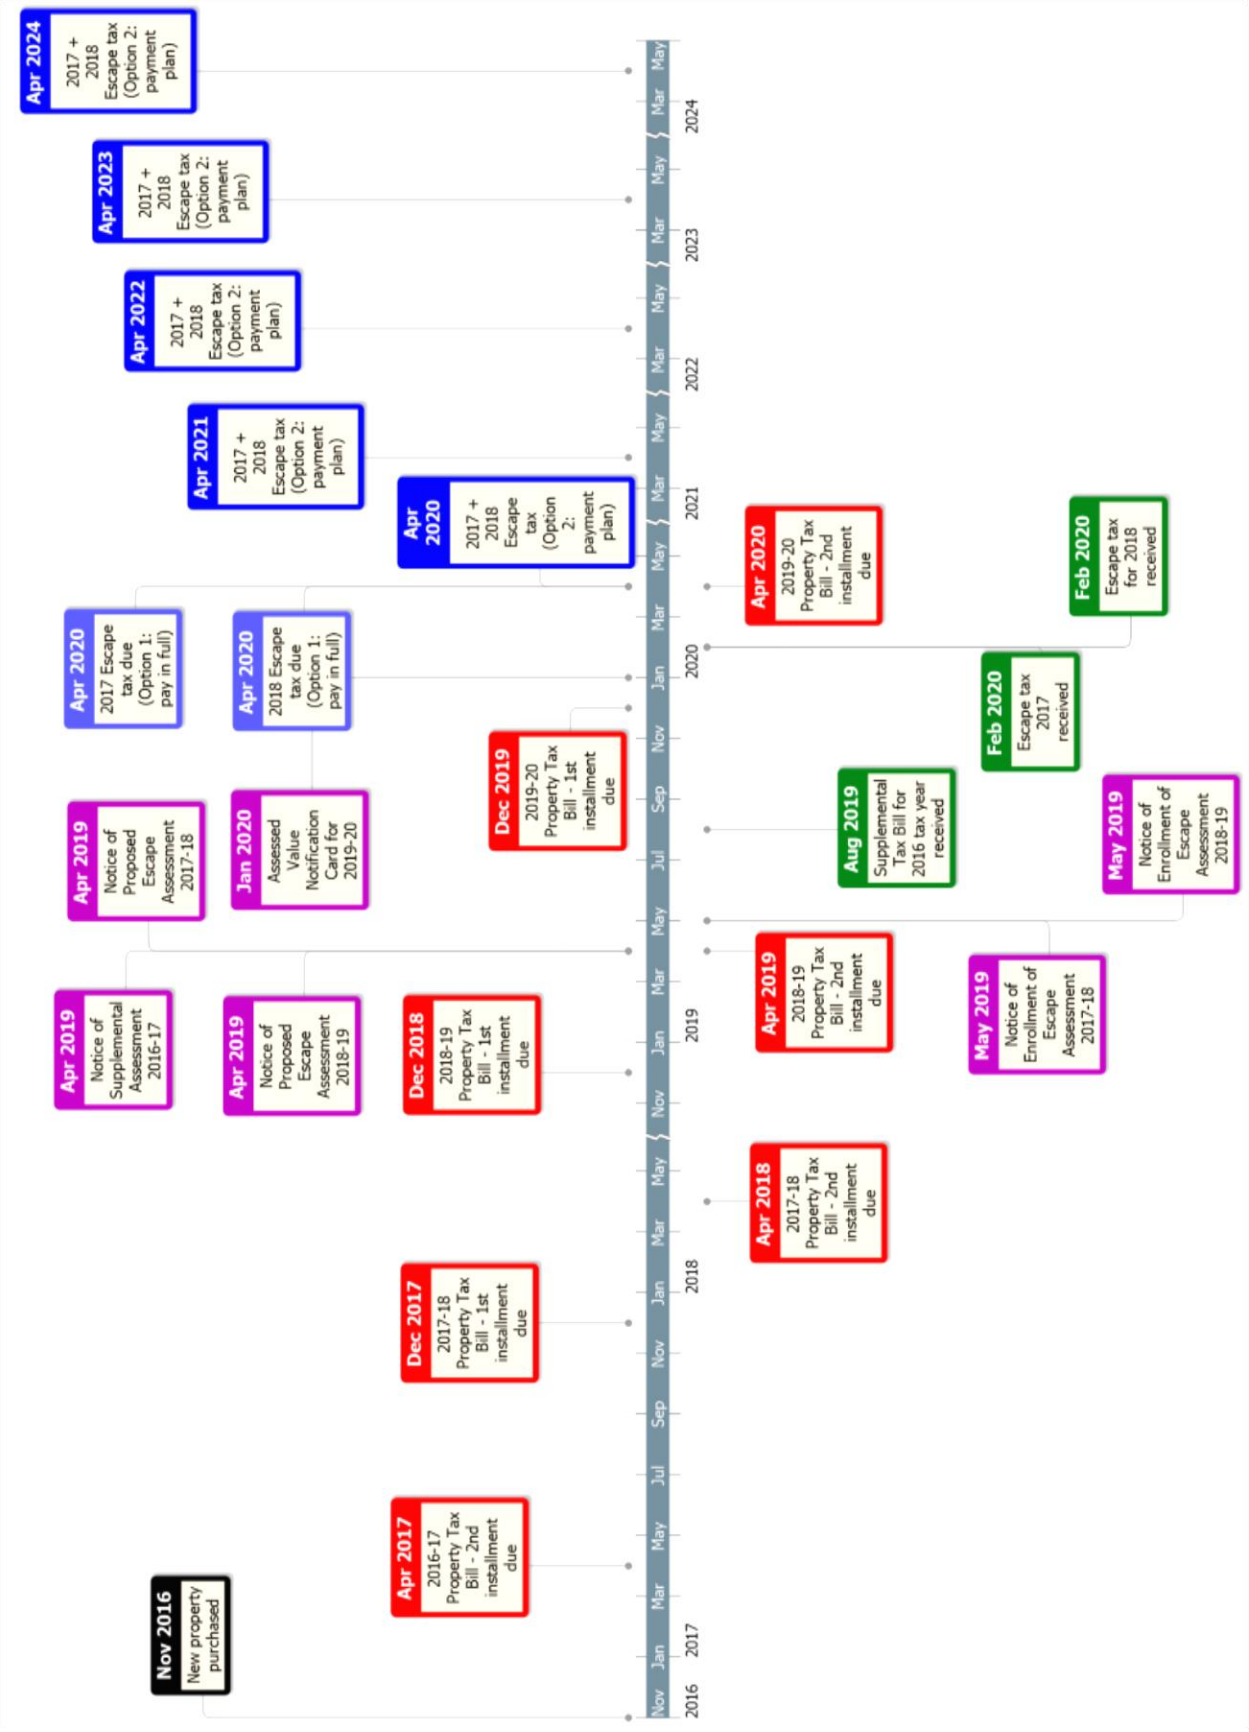 Nov 2016
New property
purchased
Apr 2017
2016-17
Property Tax
Bill - 2nd
installment
due
Dec 2017
2017-18
Property Tax
Bill - 1st
installment
due
Apr 2019
Notice of
Supplemental
Assessment
2016-17
Apr 2019
Notice of
Proposed
Escape
Assessment
2018-19
Dec 2018
2018-19
Property Tax
Bill - 1st
installment
due
Apr 2019
Notice of
Proposed
Escape
Assessment
2017-18
Jan 2020
Assessed
Value
Notification
Card for
2019-20
Dec 2019
2019-20
Property Tax
Bill - 1st
installment
due
Apr 2020
2017 Escape
tax due
(Option 1:
pay in full)
Apr 2020
2018 Escape
tax due
(Option 1:
pay in full)
Apr
2020
2017 +
2018
Escape
tax
(Option
2:
payment
plan)
Apr 2021
2017 +
2018
Escape tax
(Option 2:
payment
plan)
Apr 2022
2017 +
2018
Escape tax
(Option 2:
payment
plan)
Apr 2023
2017 +
2018
Escape tax
(Option 2:
payment
plan)
Apr 2024
2017 +
2018
Escape tax
(Option 2:
payment
plan)
Nov Jan Mar May Jul Sep Nov Jan Mar May Nov Jan Mar May Jul Sep Nov Jan Mar May Mar May Mar May Mar May Mar May
2016 2017 2018 2019 2020 2021 2022 2023 2024
Apr 2018
2017-18
Property Tax
Bill - 2nd
installment
due
Apr 2019
2018-19
Property Tax
Bill - 2nd
installment
due
May 2019
Notice of
Enrollment of
Escape
Assessment
2017-18
Aug 2019
Supplemental
Tax Bill for
2016 tax year
received
May 2019
Notice of
Enrollment of
Escape
Assessment
2018-19
Apr 2020
2019-20
Property Tax
Bill - 2nd
installment
due
Feb 2020
Escape tax
2017
received
Feb 2020
Escape tax
for 2018
received